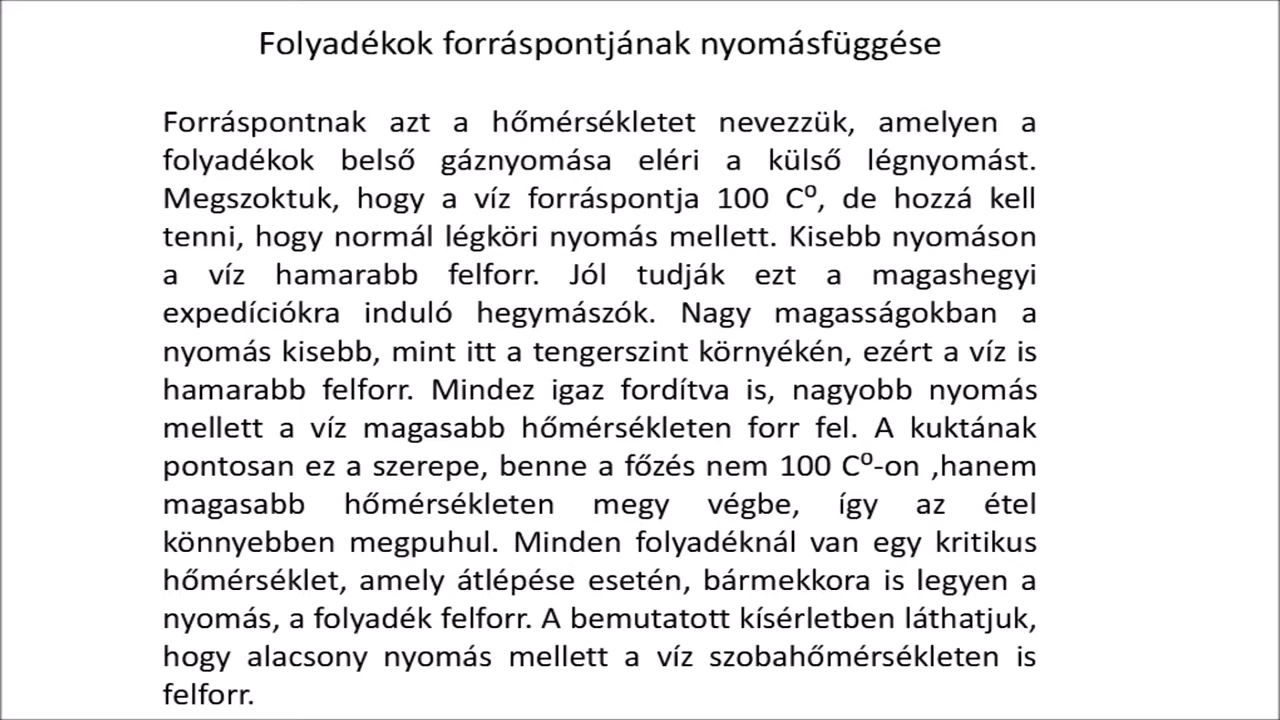 Folyadékok forráspontjának nyomásfüggése
Forráspontnak azt a hőmérsékletet nevezzük, amelyen a
folyadékok belső gáznyomása eléri a külső légnyomást.
Megszoktuk, hogy a víz forráspontja 100 C⁰, de hozzá kell
tenni, hogy normál légköri nyomás mellett. Kisebb nyomáson
a víz hamarabb felforr. Jól tudják ezt a magashegyi
expedíciókra induló hegymászók. Nagy magasságokban a
nyomás kisebb, mint itt a tengerszint környékén, ezért a víz is
hamarabb felforr. Mindez igaz fordítva is, nagyobb nyomás
mellett a víz magasabb hőmérsékleten forr fel. A kuktának
pontosan ez a szerepe, benne a főzés nem 100 C⁰-on ,hanem
magasabb hőmérsékleten megy végbe, így az étel
könnyebben megpuhul. Minden folyadéknál van egy kritikus
hőmérséklet, amely átlépése esetén, bármekkora is legyen a
nyomás, a folyadék felforr. A bemutatott kísérletben láthatjuk,
hogy alacsony nyomás mellett a víz szobahőmérsékleten is
felforr.